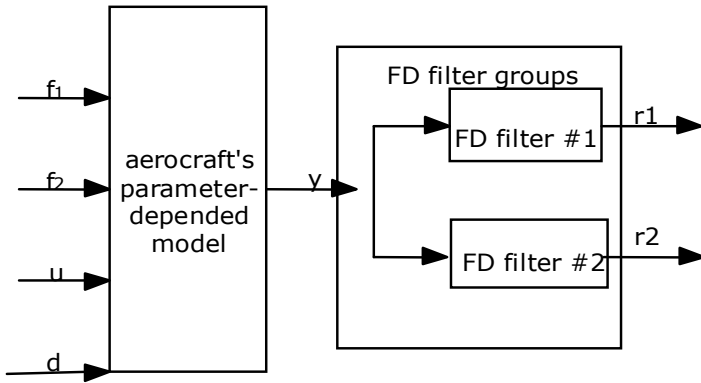 f1
f2
u
d
aerocraft's
parameter-
depended
model
y
FD filter groups
FD filter #1
r1
FD filter #2
r2